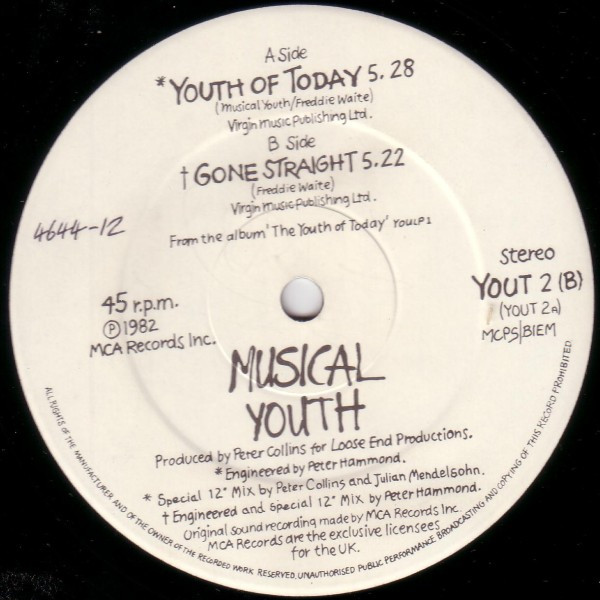 A Side
*YOUTH OF TODAY 5.28
(Musical Youth/Freddie Waite)
Virgin Music Publishing Ltd.
B Side
†GONE STRAIGHT 5.22
(Freddie Waite)
Virgin Music Publishing Ltd.
4644-12
From the album 'The Youth of Today' YOULP1
Stereo
YOUT 2 (B)
(YOUT 2A)
MCPS/BIEM
45 r.p.m.
Ⓟ1982
MCA Records Inc.
MUSICAL
YOUTH
Produced by Peter Collins for Loose End Productions.
*Engineered by Peter Hammond.
* Special 12" Mix by Peter Collins and Julian Mendelsohn.
† Engineered and Special 12" Mix by Peter Hammond.
Original sound recording made by MCA Records Inc.
MCA Records are the exclusive licensees
for the UK.
ALL RIGHTS OF THE MANUFACTURER AND OF THE OWNER OF THE RECORDED WORK RESERVED, UNAUTHORISED PUBLIC PERFORMANCE BROADCASTING AND COPYING OF THIS RECORD PROHIBITED